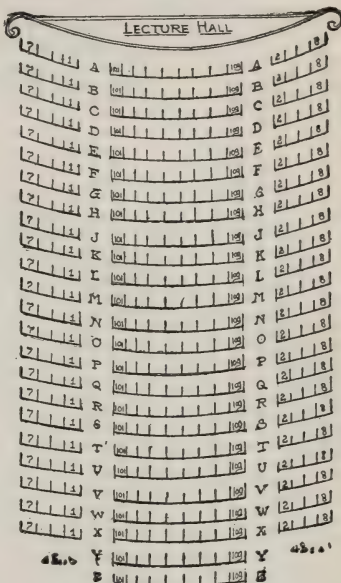 LECTURE HALL
7 1 A 101 109 A 2 8
7 1 B 101 109 B 2 8
7 1 C 101 109 C 2 8
7 1 D 101 109 D 2 8
7 1 E 101 109 E 2 8
7 1 F 101 109 F 2 8
7 1 G 101 109 G 2 8
7 1 H 101 109 H 2 8
7 1 J 101 109 J 2 8
7 1 K 101 109 K 2 8
7 1 L 101 109 L 2 8
7 1 M 101 109 M 2 8
7 1 N 101 109 N 2 8
7 1 O 101 109 O 2 8
7 1 P 101 109 P 2 8
7 1 Q 101 109 Q 2 8
7 1 R 101 109 R 2 8
7 1 S 101 109 S 2 8
7 1 T 101 109 T 2 8
7 1 U 101 109 U 2 8
7 1 V 101 109 V 2 8
7 1 W 101 109 W 2 8
7 1 X 101 109 X 2 8
Y 101 109 Y
101 109